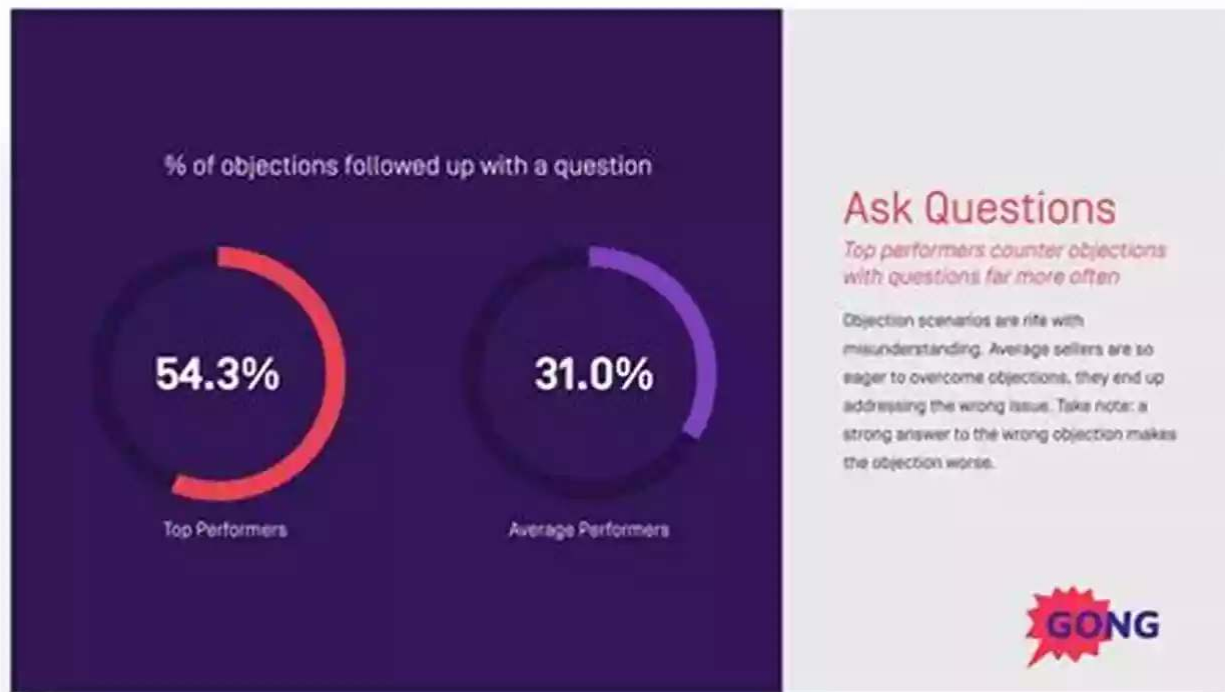 % of objections followed up with a question
54.3%
31.0%
Top Performers
Average Performers
Ask Questions
Top performers counter objections
with questions far more often
Objection scenarios are rife with
misunderstanding. Average sellers are so
eager to overcome objections, they end up
addressing the wrong issue. Take note: a
strong answer to the wrong objection makes
the objection worse.
GONG